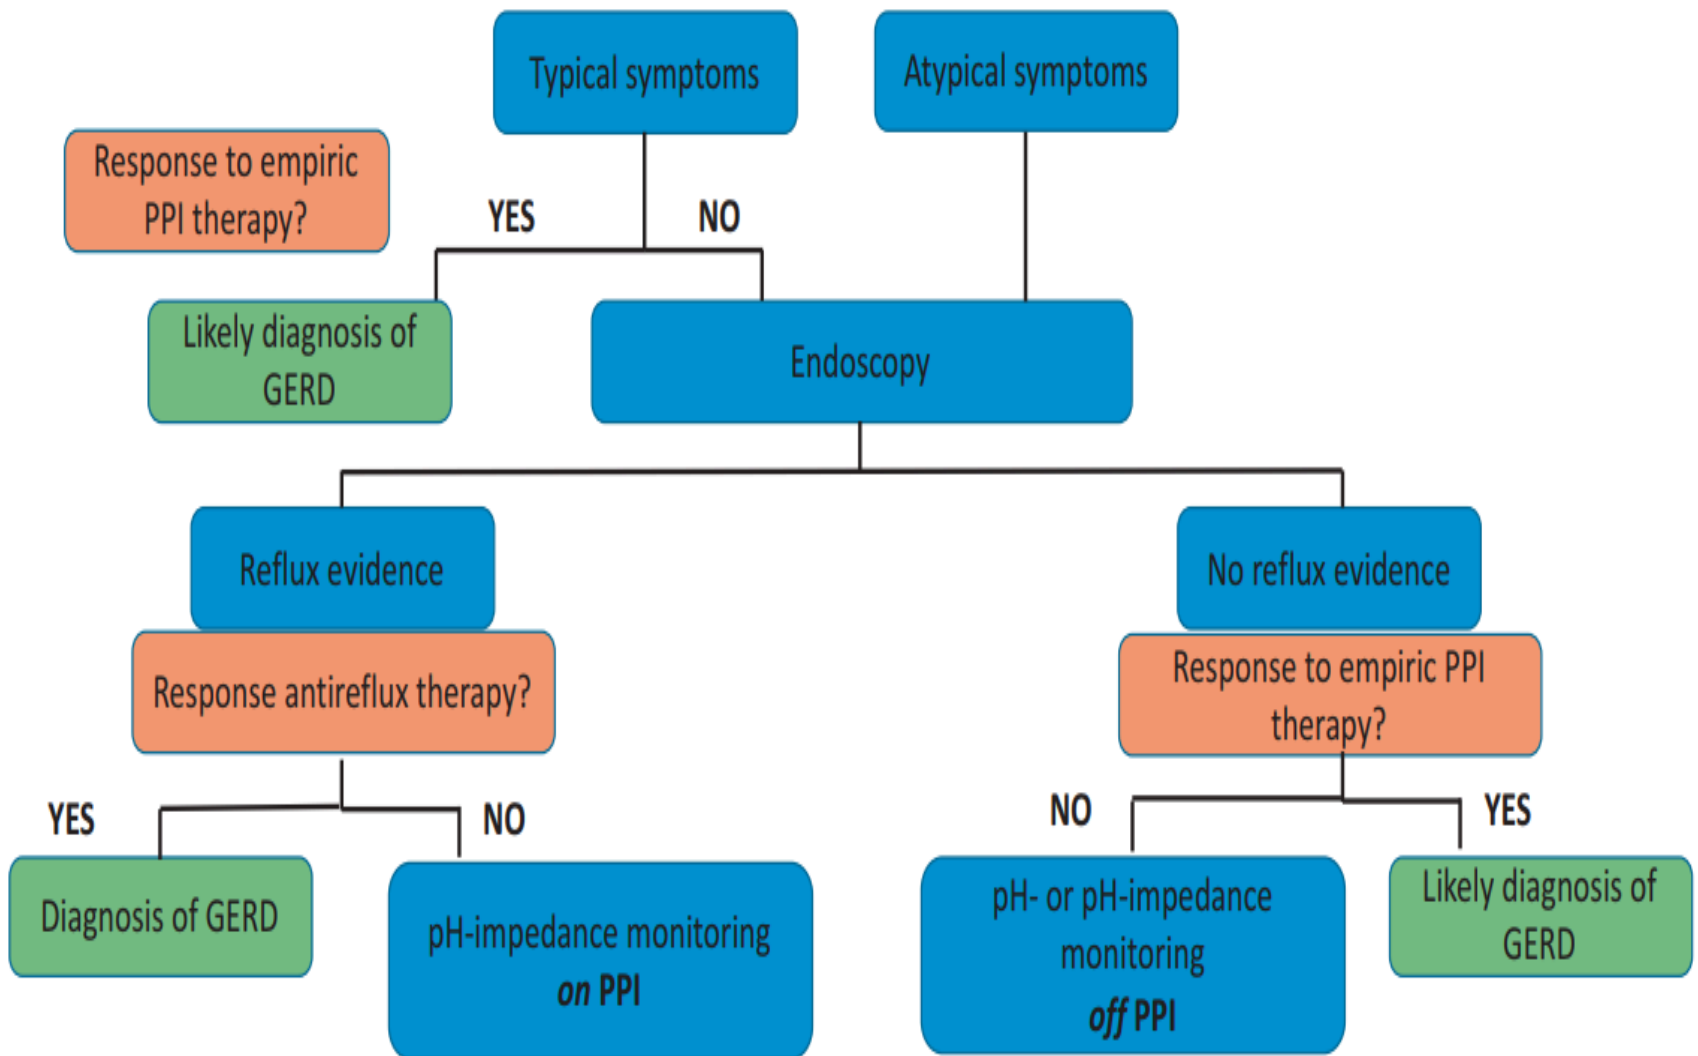 Typical symptoms
Atypical symptoms
Response to empiric
PPI therapy?
YES
NO
Likely diagnosis of
GERD
Endoscopy
Reflux evidence
No reflux evidence
Response antireflux therapy?
Response to empiric PPI
therapy?
YES
NO
NO
YES
Diagnosis of GERD
pH-impedance monitoring
on PPI
pH- or pH-impedance
monitoring
off PPI
Likely diagnosis of
GERD